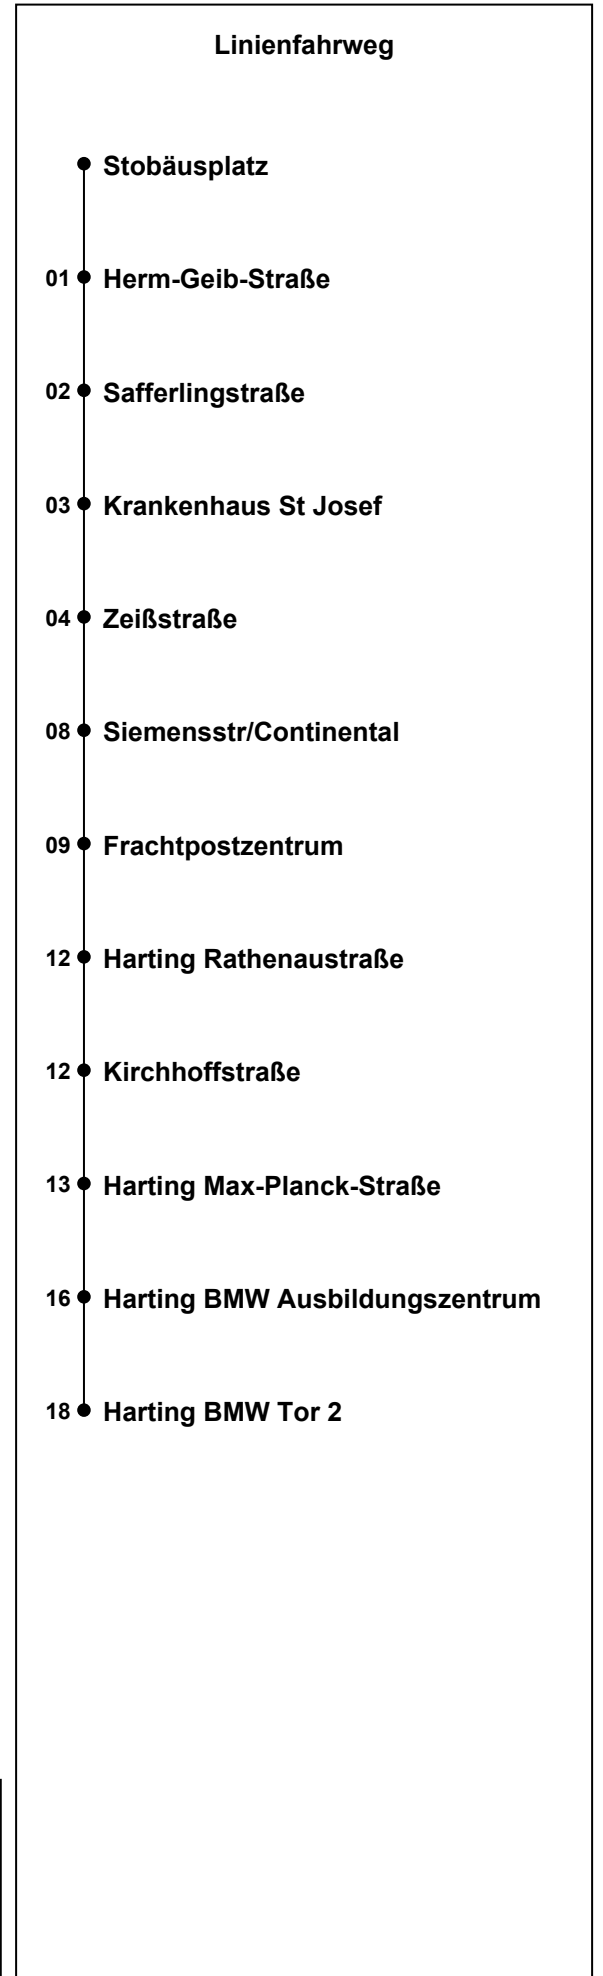 Linienfahrweg
Stobäusplatz
01 Herm-Geib-Straße
02 Safferlingstraße
03 Krankenhaus St Josef
04 Zeißstraße
08 Siemensstr/Continental
09 Frachtpostzentrum
12 Harting Rathenaustraße
12 Kirchhoffstraße
13 Harting Max-Planck-Straße
16 Harting BMW Ausbildungszentrum
18 Harting BMW Tor 2